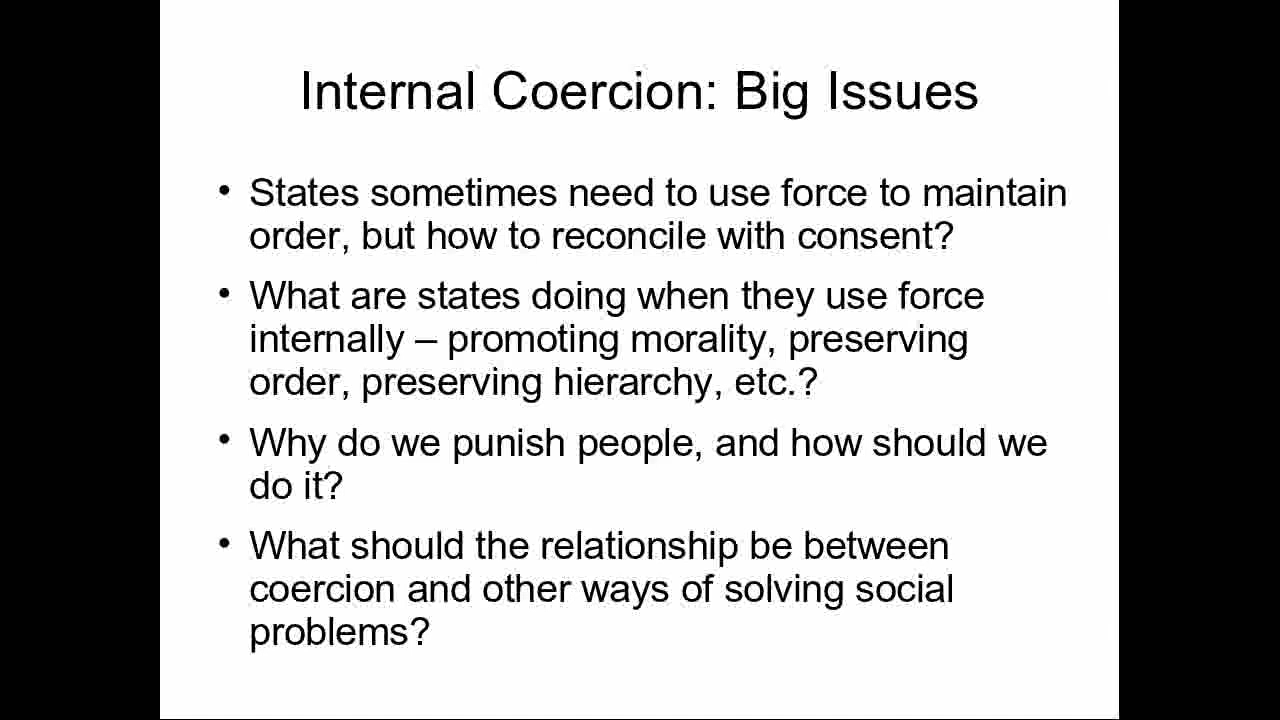 Internal Coercion: Big Issues
• States sometimes need to use force to maintain
order, but how to reconcile with consent?
• What are states doing when they use force
internally – promoting morality, preserving
order, preserving hierarchy, etc.?
• Why do we punish people, and how should we
do it?
• What should the relationship be between
coercion and other ways of solving social
problems?